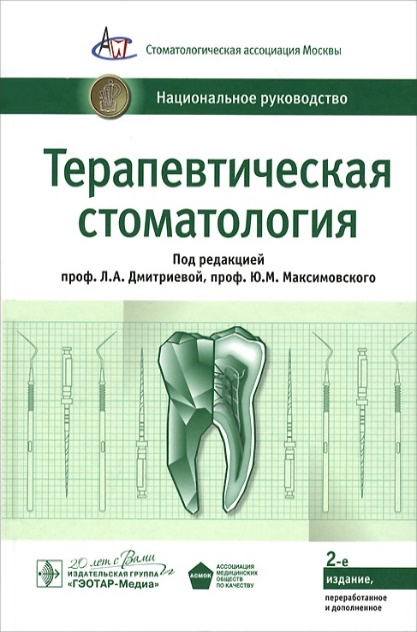 Стоматологическая ассоциация Москвы
Национальное руководство
Терапевтическая
стоматология
Под редакцией
проф. Л.А. Дмитриевой, проф. Ю.М. Максимовского
20 лет с Вами
ИЗДАТЕЛЬСКАЯ ГРУППА
«ГЭОТАР-Медиа»
АСМОК
АССОЦИАЦИЯ
МЕДИЦИНСКИХ
ОБЩЕСТВ
ПО КАЧЕСТВУ
2-е
издание,
переработанное
и дополненное